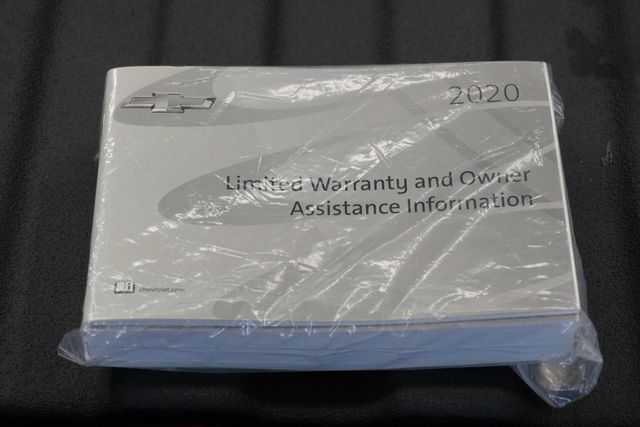 2020
Limited Warranty and Owner
Assistance Information
chevrolet.com